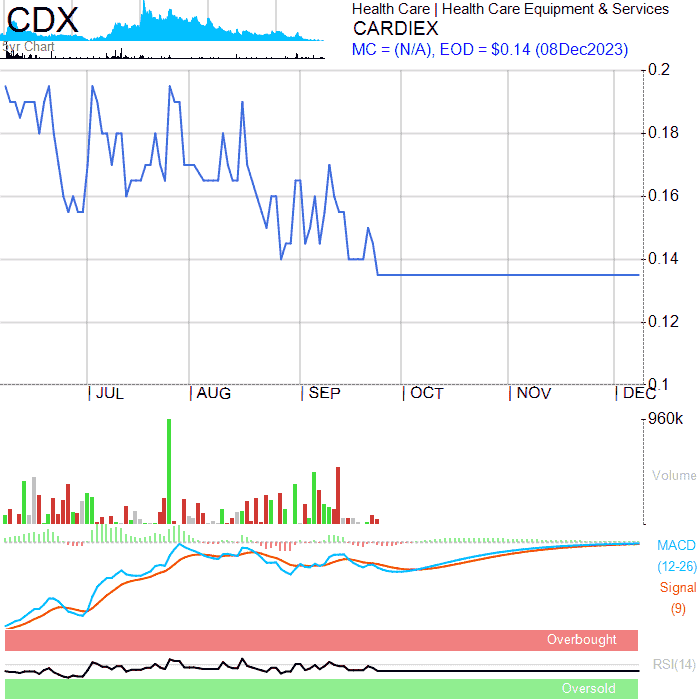 CDX
5yr Chart
Health Care | Health Care Equipment & Services
CARDIEX
MC = (N/A), EOD = $0.14 (08Dec2023)
0.2
0.18
0.16
0.14
0.12
0.1
JUL AUG SEP OCT NOV DEC
960k
Volume
MACD
(12-26)
Signal
(9)
Overbought
RSI(14)
Oversold